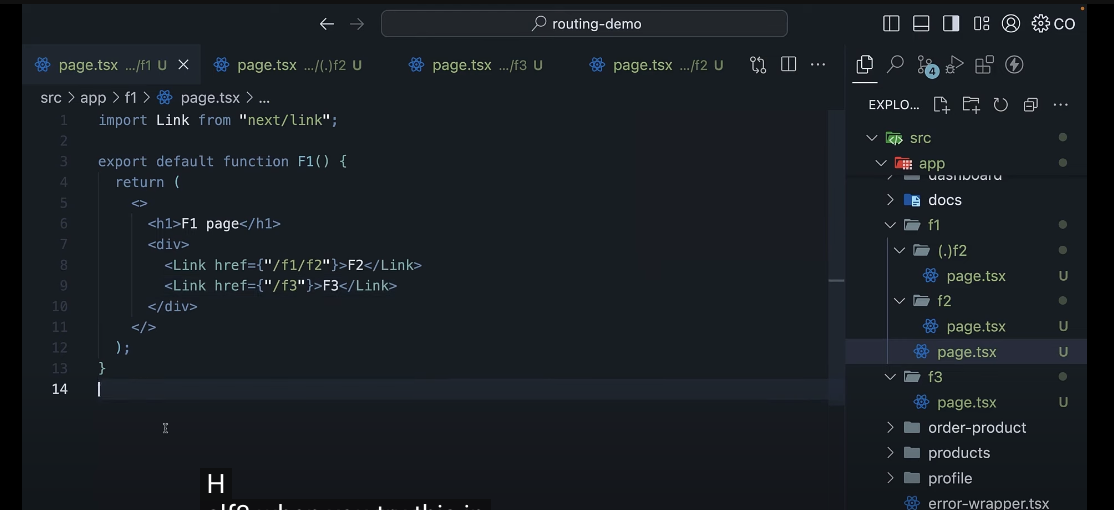 routing-demo
CO
page.tsx .../f1 U
page.tsx .../(.)f2 U
page.tsx .../f3 U
page.tsx .../f2 U
src > app > f1 > page.tsx > ...
1 import Link from "next/link";
2
3 export default function F1() {
4 return (
5 <>
6 <h1>F1 page</h1>
7 <div>
8 <Link href={"/f1/f2"}>F2</Link>
9 <Link href={"/f3"}>F3</Link>
10 </div>
11 </>
12 );
13 }
14
H
EXPLO...
4
src
app
dashboard
docs
f1
(.)f2
page.tsx U
f2
page.tsx U
page.tsx U
f3
page.tsx U
order-product
products
profile
error-wrapper.tsx